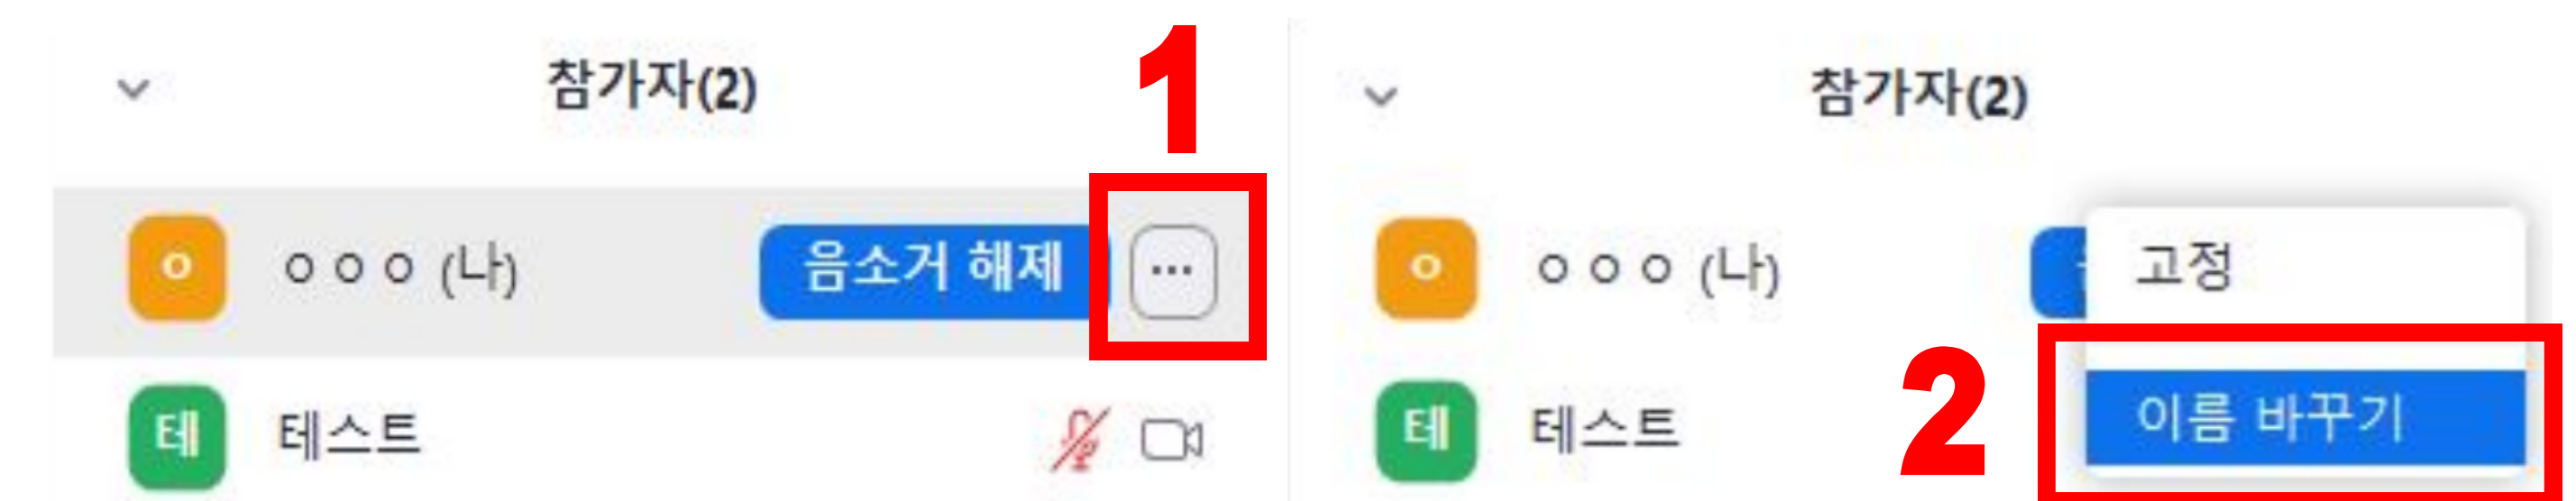 참가자(2)
1
ㅇ ㅇㅇㅇ (나) 음소거 해제 ...
테 테스트
참가자(2)
ㅇ ㅇㅇㅇ (나) 고정
테 테스트 2 이름 바꾸기